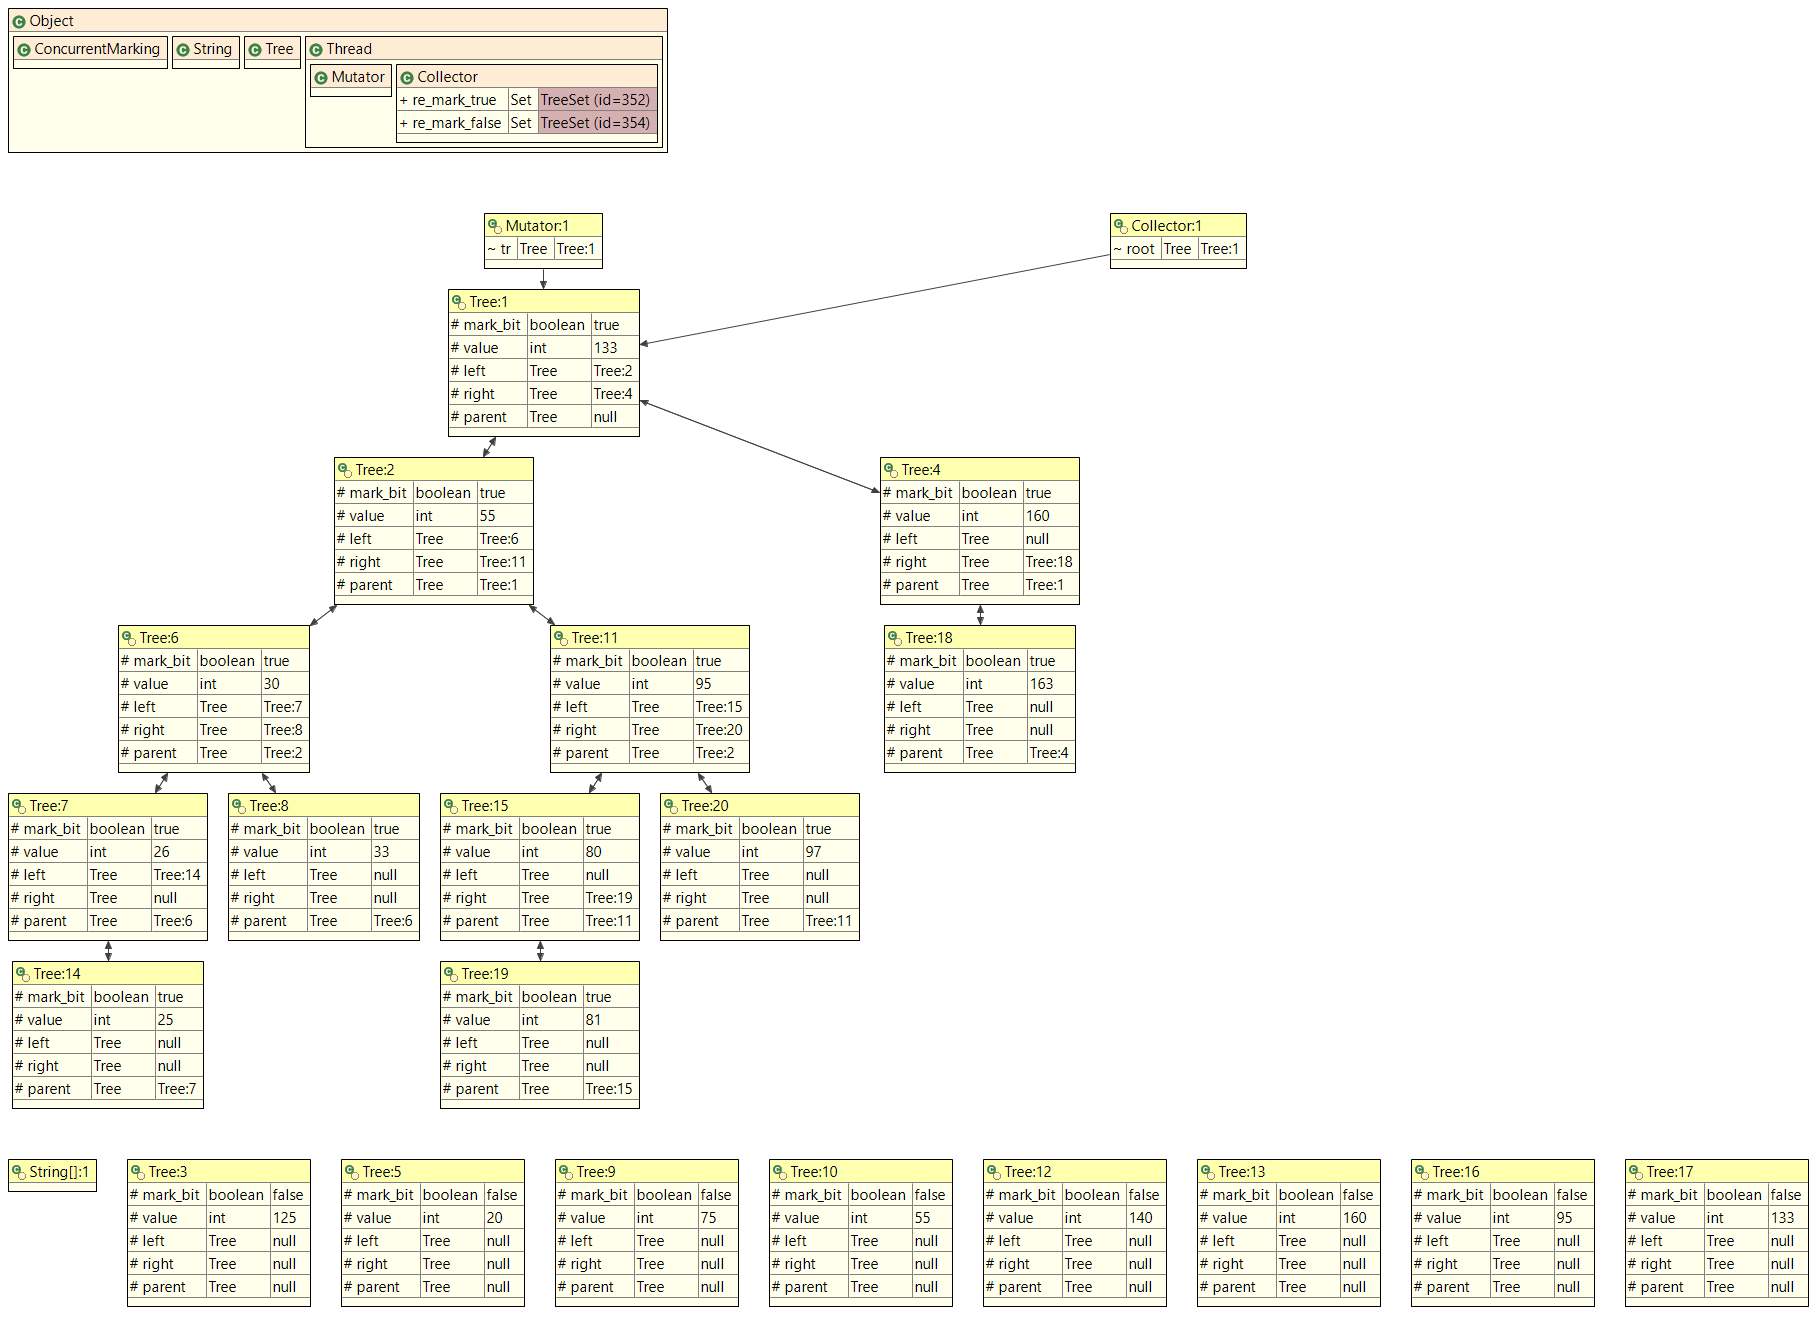 Object
ConcurrentMarking String Tree Thread
Mutator Collector
+ re_mark_true Set TreeSet (id=352)
+ re_mark_false Set TreeSet (id=354)
Mutator:1
~ tr Tree Tree:1
Collector:1
~ root Tree Tree:1
Tree:1
# mark_bit boolean true
# value int 133
# left Tree Tree:2
# right Tree Tree:4
# parent Tree null
Tree:2
# mark_bit boolean true
# value int 55
# left Tree Tree:6
# right Tree Tree:11
# parent Tree Tree:1
Tree:4
# mark_bit boolean true
# value int 160
# left Tree null
# right Tree Tree:18
# parent Tree Tree:1
Tree:6
# mark_bit boolean true
# value int 30
# left Tree Tree:7
# right Tree Tree:8
# parent Tree Tree:2
Tree:11
# mark_bit boolean true
# value int 95
# left Tree Tree:15
# right Tree Tree:20
# parent Tree Tree:2
Tree:18
# mark_bit boolean true
# value int 163
# left Tree null
# right Tree null
# parent Tree Tree:4
Tree:7
# mark_bit boolean true
# value int 26
# left Tree Tree:14
# right Tree null
# parent Tree Tree:6
Tree:8
# mark_bit boolean true
# value int 33
# left Tree null
# right Tree null
# parent Tree Tree:6
Tree:15
# mark_bit boolean true
# value int 80
# left Tree null
# right Tree Tree:19
# parent Tree Tree:11
Tree:20
# mark_bit boolean true
# value int 97
# left Tree null
# right Tree null
# parent Tree Tree:11
Tree:14
# mark_bit boolean true
# value int 25
# left Tree null
# right Tree null
# parent Tree Tree:7
Tree:19
# mark_bit boolean true
# value int 81
# left Tree null
# right Tree null
# parent Tree Tree:15
String[]:1
Tree:3
# mark_bit boolean false
# value int 125
# left Tree null
# right Tree null
# parent Tree null
Tree:5
# mark_bit boolean false
# value int 20
# left Tree null
# right Tree null
# parent Tree null
Tree:9
# mark_bit boolean false
# value int 75
# left Tree null
# right Tree null
# parent Tree null
Tree:10
# mark_bit boolean false
# value int 55
# left Tree null
# right Tree null
# parent Tree null
Tree:12
# mark_bit boolean false
# value int 140
# left Tree null
# right Tree null
# parent Tree null
Tree:13
# mark_bit boolean false
# value int 160
# left Tree null
# right Tree null
# parent Tree null
Tree:16
# mark_bit boolean false
# value int 95
# left Tree null
# right Tree null
# parent Tree null
Tree:17
# mark_bit boolean false
# value int 133
# left Tree null
# right Tree null
# parent Tree null